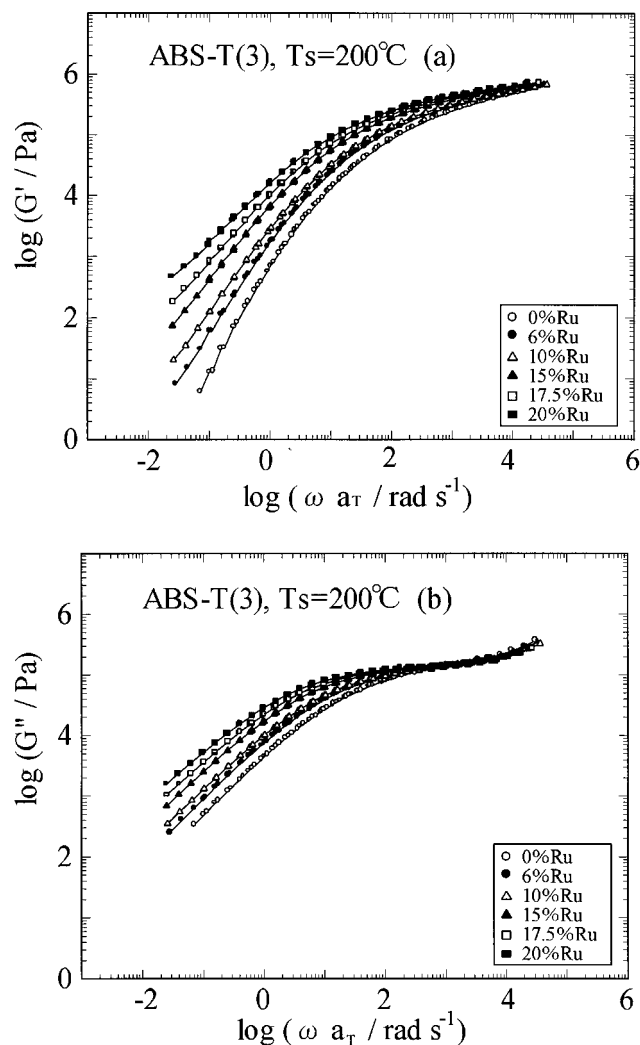 ABS-T(3), Ts=200℃ (a)
log (G' / Pa)
6
4
2
0
0%Ru
6%Ru
10%Ru
15%Ru
17.5%Ru
20%Ru
-2 0 2 4 6
log ( ω a_T / rad s⁻¹)
ABS-T(3), Ts=200℃ (b)
log (G" / Pa)
6
4
2
0
0%Ru
6%Ru
10%Ru
15%Ru
17.5%Ru
20%Ru
-2 0 2 4 6
log ( ω a_T / rad s⁻¹)